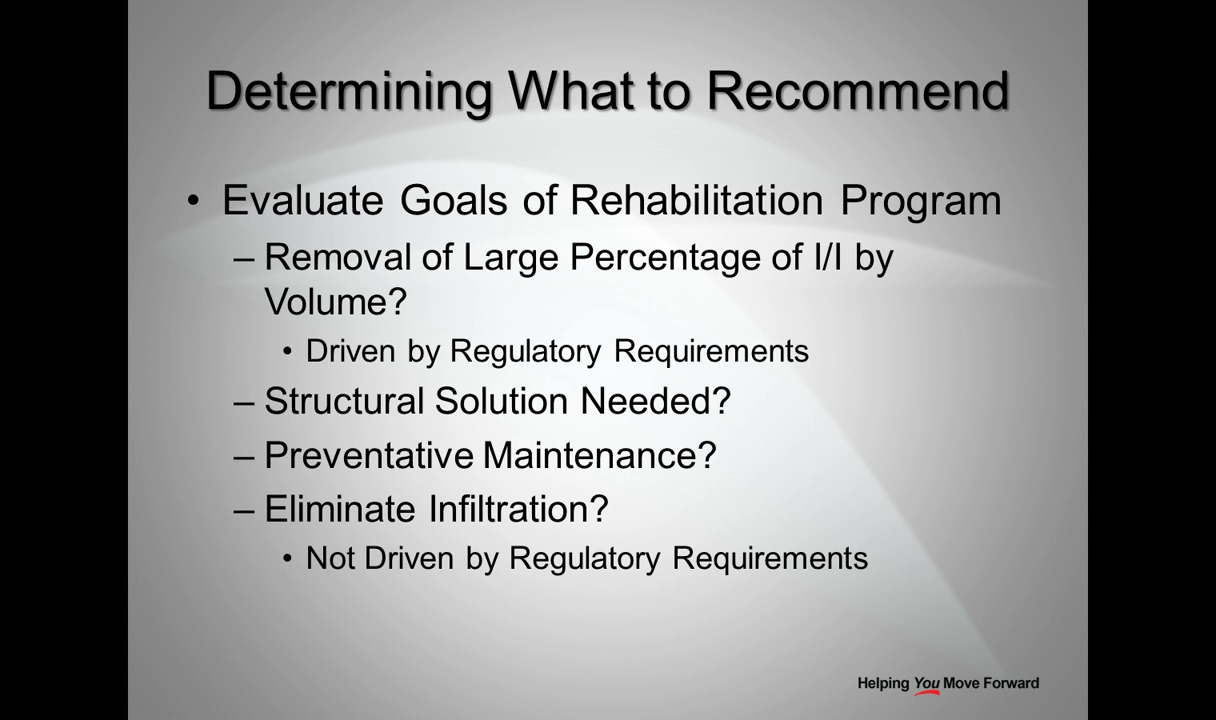 Determining What to Recommend
• Evaluate Goals of Rehabilitation Program
– Removal of Large Percentage of I/I by
Volume?
• Driven by Regulatory Requirements
– Structural Solution Needed?
– Preventative Maintenance?
– Eliminate Infiltration?
• Not Driven by Regulatory Requirements
Helping You Move Forward